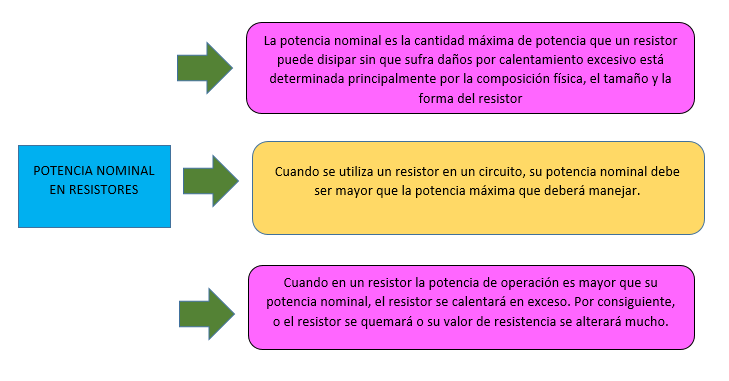 La potencia nominal es la cantidad máxima de potencia que un resistor
puede disipar sin que sufra daños por calentamiento excesivo está
determinada principalmente por la composición física, el tamaño y la
forma del resistor
POTENCIA NOMINAL
EN RESISTORES
Cuando se utiliza un resistor en un circuito, su potencia nominal debe
ser mayor que la potencia máxima que deberá manejar.
Cuando en un resistor la potencia de operación es mayor que su
potencia nominal, el resistor se calentará en exceso. Por consiguiente,
o el resistor se quemará o su valor de resistencia se alterará mucho.